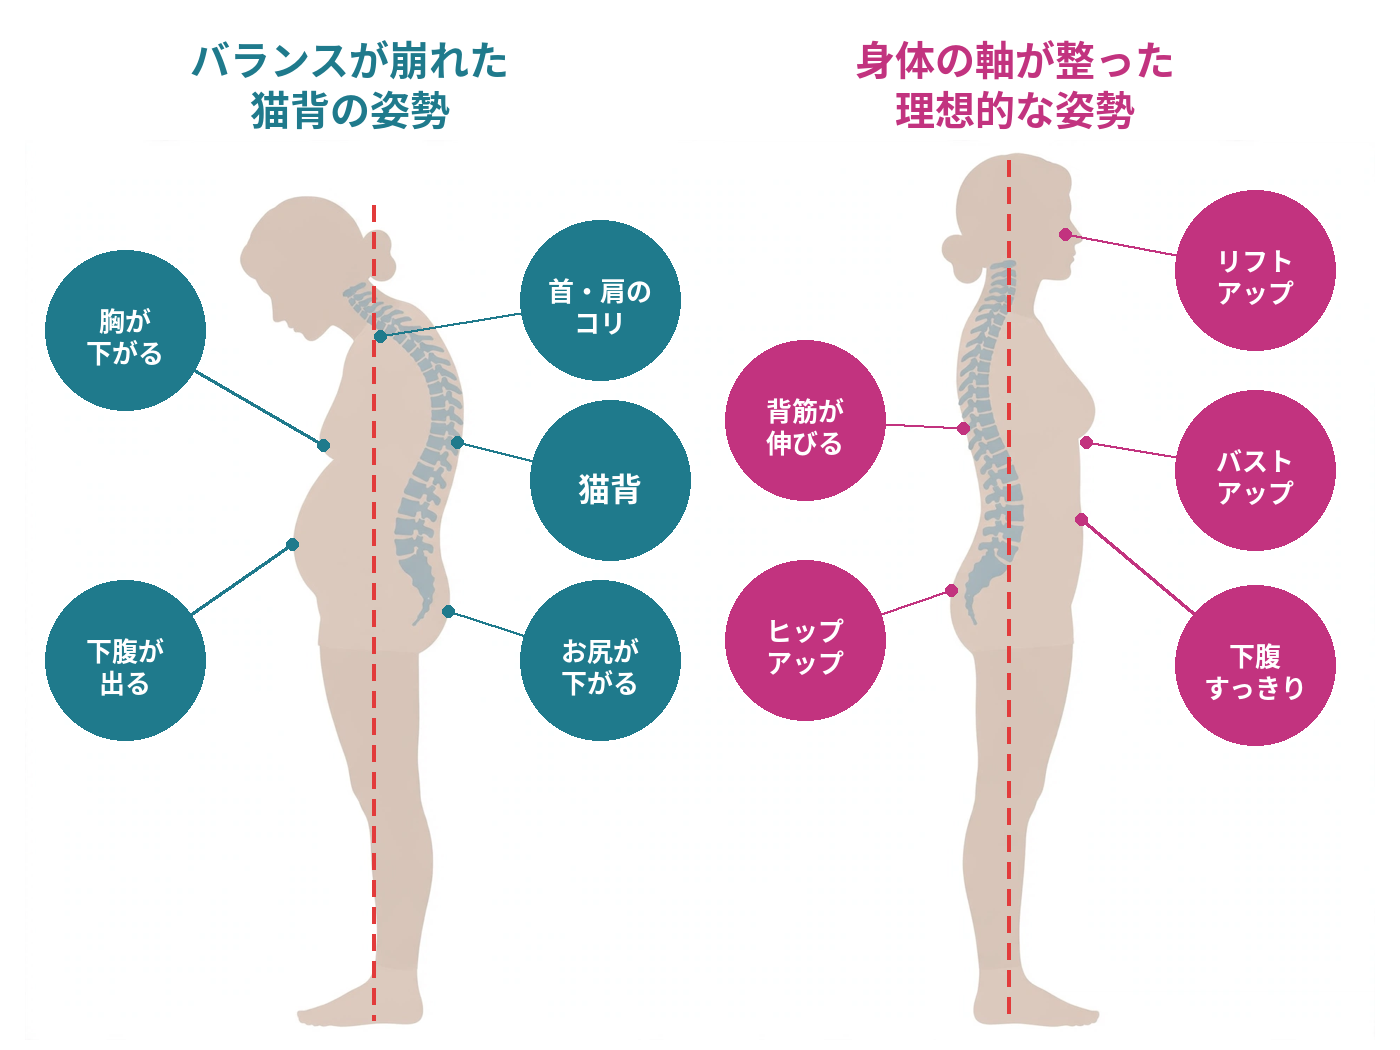 バランスが崩れた
猫背の姿勢
胸が
下がる
首・肩の
コリ
猫背
下腹が
出る
お尻が
下がる
身体の軸が整った
理想的な姿勢
リフト
アップ
背筋が
伸びる
バスト
アップ
ヒップ
アップ
下腹
すっきり